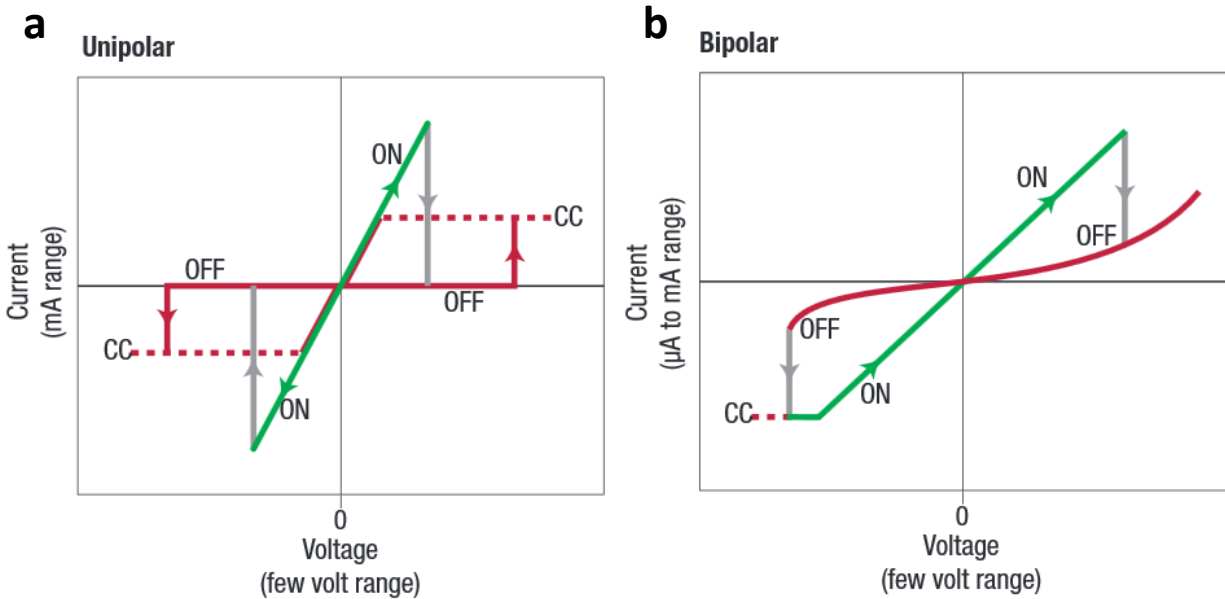 a
Unipolar
ON
CC
OFF
OFF
CC
ON
Current
(mA range)
0
Voltage
(few volt range)
b
Bipolar
ON
OFF
OFF
ON
CC
Current
(µA to mA range)
0
Voltage
(few volt range)